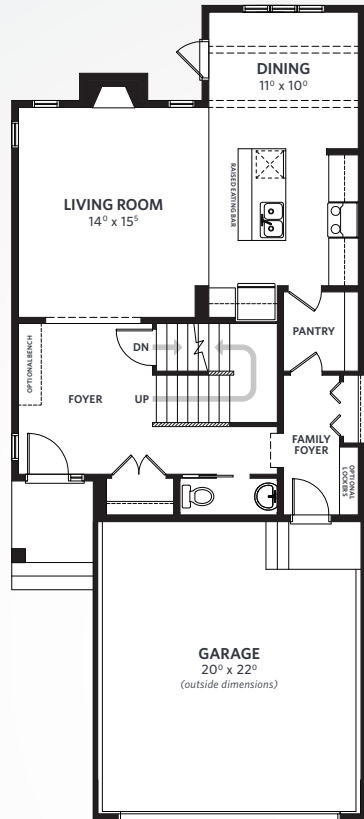 DINING
11⁰ x 10⁰
RAISED EATING BAR
LIVING ROOM
14⁰ x 15⁵
PANTRY
DN
OPTIONAL BENCH
FOYER
UP
FAMILY
FOYER
OPTIONAL
LOCKERS
GARAGE
20⁰ x 22⁰
(outside dimensions)